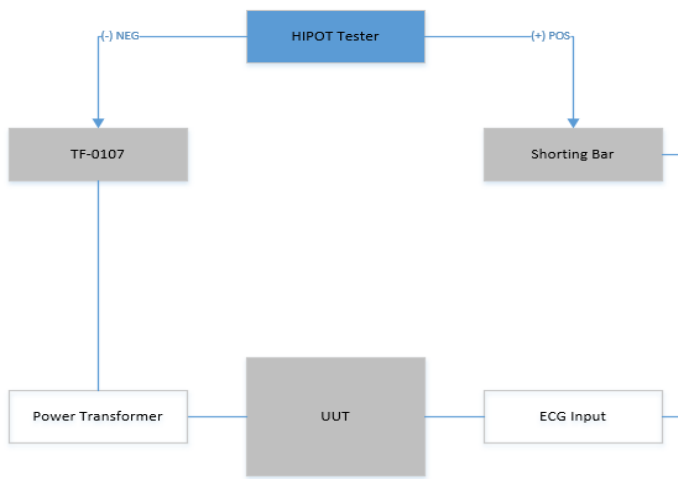 (-) NEG
HIPOT Tester
(+) POS
TF-0107
Shorting Bar
Power Transformer
UUT
ECG Input